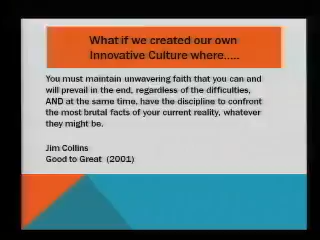 What if we created our own
Innovative Culture where.....
You must maintain unwavering faith that you can and
will prevail in the end, regardless of the difficulties,
AND at the same time, have the discipline to confront
the most brutal facts of your current reality, whatever
they might be.
Jim Collins
Good to Great (2001)